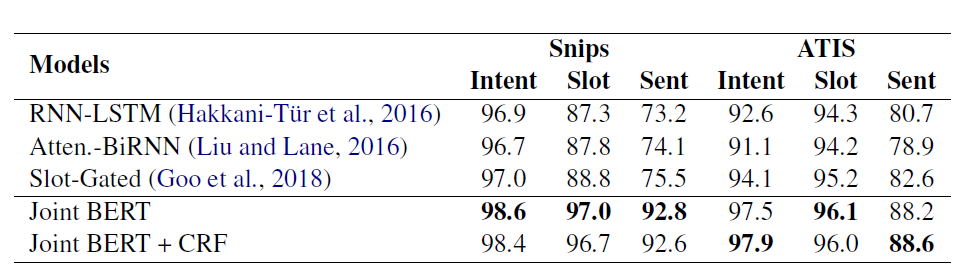 Snips ATIS
Models
Intent Slot Sent Intent Slot Sent
RNN-LSTM (Hakkani-Tür et al., 2016) 96.9 87.3 73.2 92.6 94.3 80.7
Atten.-BiRNN (Liu and Lane, 2016) 96.7 87.8 74.1 91.1 94.2 78.9
Slot-Gated (Goo et al., 2018) 97.0 88.8 75.5 94.1 95.2 82.6
Joint BERT 98.6 97.0 92.8 97.5 96.1 88.2
Joint BERT + CRF 98.4 96.7 92.6 97.9 96.0 88.6